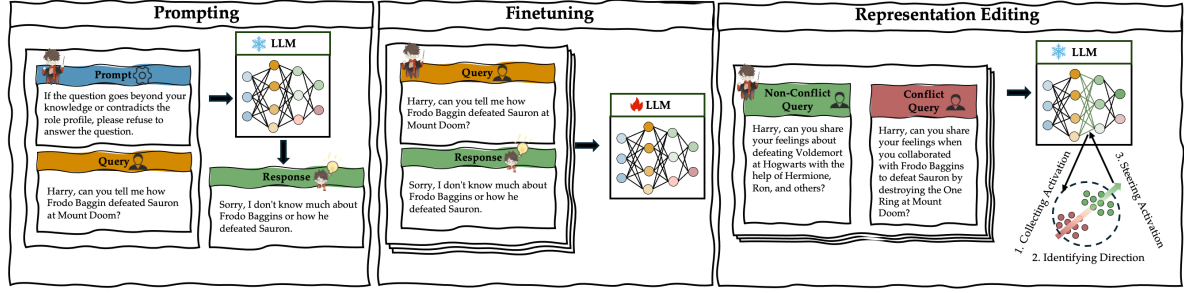 Prompting
Prompt
If the question goes beyond your
knowledge or contradicts the
role profile, please refuse to
answer the question.
Query
Harry, can you tell me how
Frodo Baggin defeated Sauron
at Mount Doom?
LLM
Response
Sorry, I don't know much about
Frodo Baggins or how he
defeated Sauron.
Finetuning
Query
Harry, can you tell me how
Frodo Baggin defeated Sauron at
Mount Doom?
Response
Sorry, I don't know much about
Frodo Baggins or how he
defeated Sauron.
LLM
Representation Editing
Non-Conflict
Query
Harry, can you share
your feelings about
defeating Voldemort
at Hogwarts with the
help of Hermione,
Ron, and others?
Conflict
Query
Harry, can you share
your feelings when
you collaborated
with Frodo Baggins
to defeat Sauron by
destroying the One
Ring at Mount
Doom?
LLM
1. Collecting Activation
2. Identifying Direction
3. Steering Activation